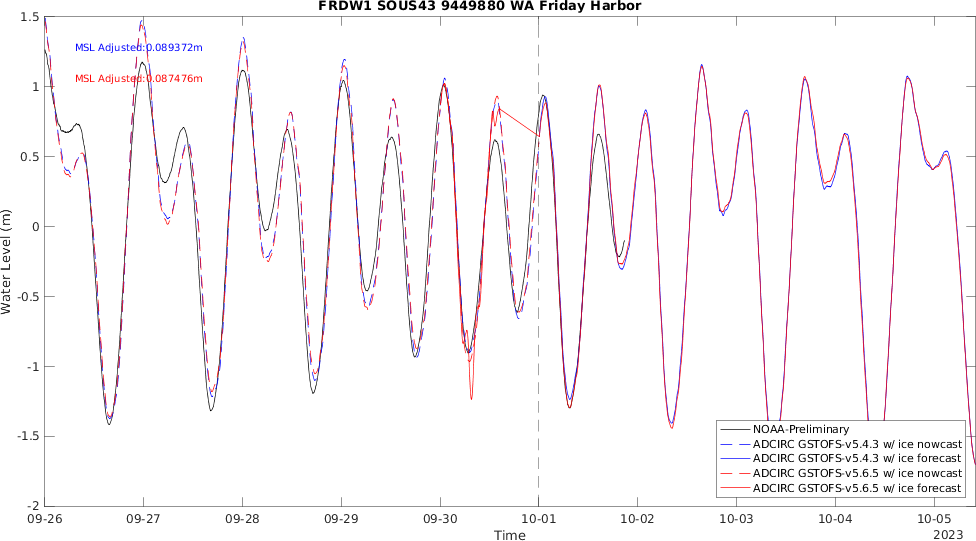 FRDW1 SOUS43 9449880 WA Friday Harbor
MSL Adjusted:0.089372m
MSL Adjusted:0.087476m
Water Level (m)
1.5
1
0.5
0
-0.5
-1
-1.5
-2
NOAA-Preliminary
ADCIRC GSTOFS-v5.4.3 w/ ice nowcast
ADCIRC GSTOFS-v5.4.3 w/ ice forecast
ADCIRC GSTOFS-v5.6.5 w/ ice nowcast
ADCIRC GSTOFS-v5.6.5 w/ ice forecast
09-26 09-27 09-28 09-29 09-30 10-01 10-02 10-03 10-04 10-05
Time
2023